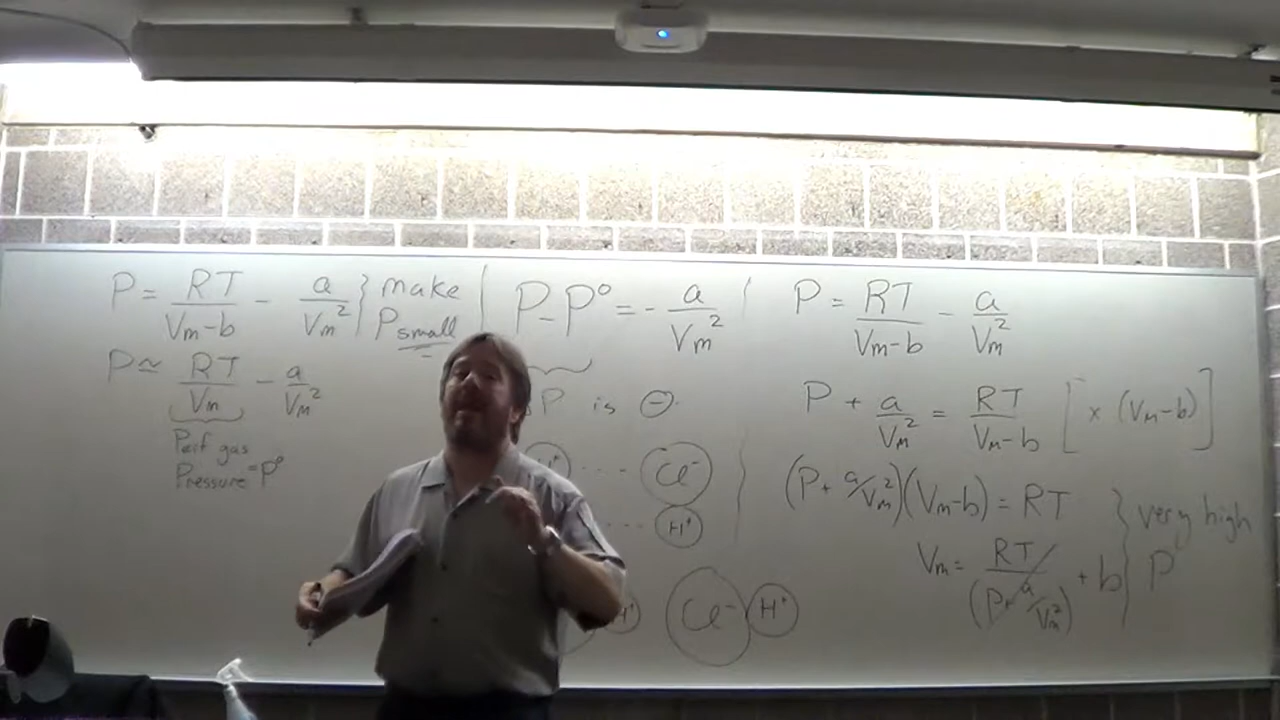 P = RT/(Vm-b) - a/Vm² } make
P small
P ≃ RT/Vm - a/Vm²
Perf gas
Pressure = P°
P - P° = - a/Vm²
P is ⊖
Cl⁻
H⁺
H⁺
Cl⁻ H⁺
P = RT/(Vm-b) - a/Vm²
P + a/Vm² = RT/(Vm-b) [ × (Vm-b) ]
(P + a/Vm²)(Vm-b) = RT
Vm = RT/(P + a/Vm²) + b
} very high
P